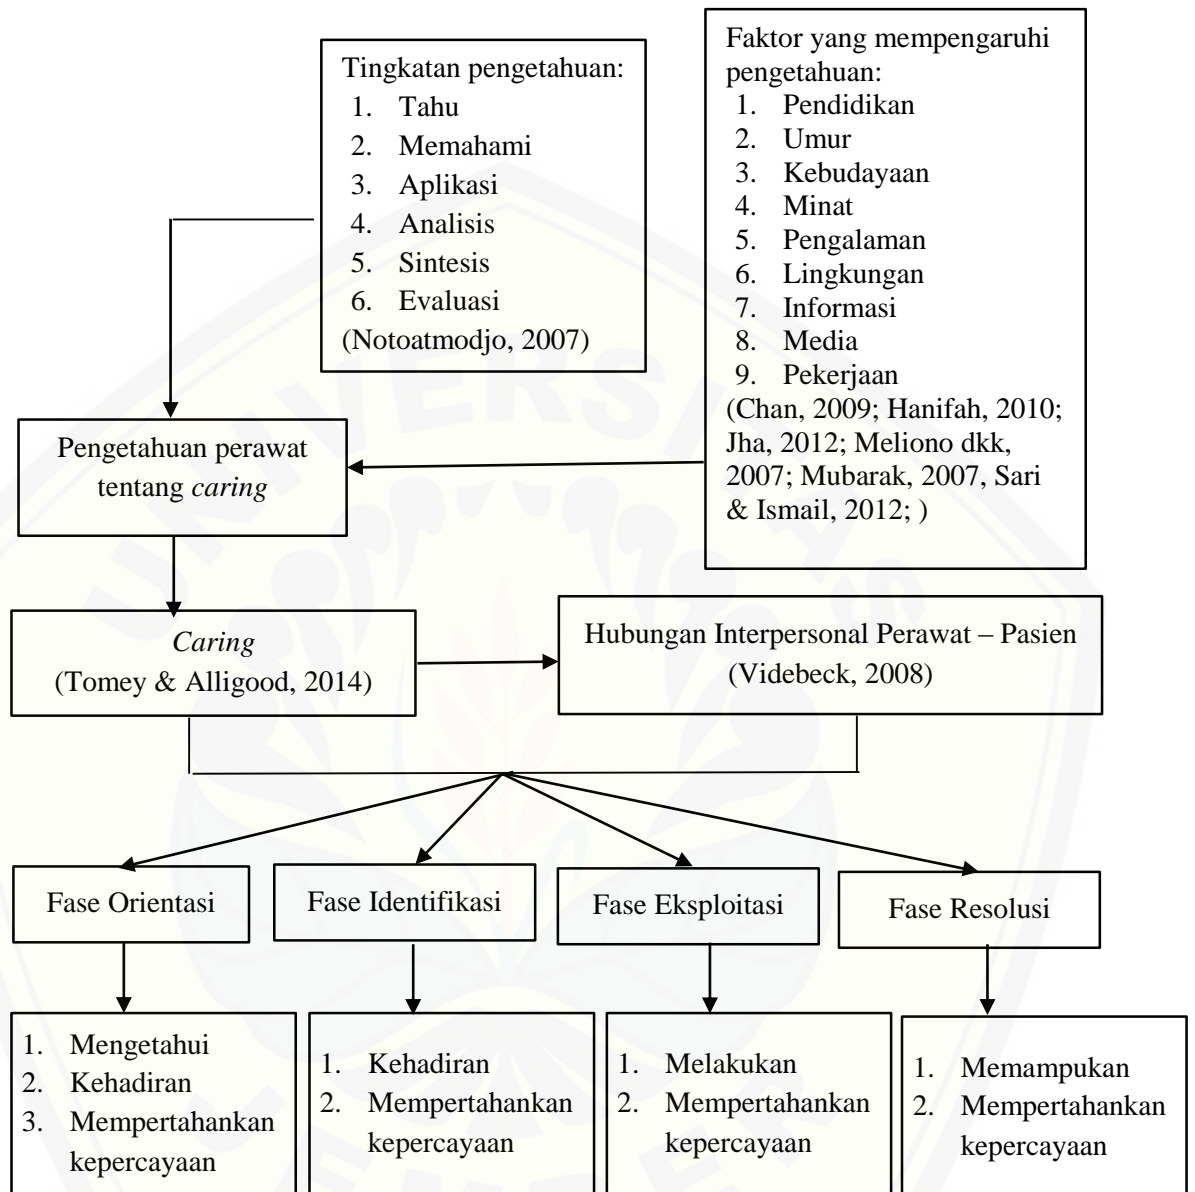 Tingkatan pengetahuan:
1. Tahu
2. Memahami
3. Aplikasi
4. Analisis
5. Sintesis
6. Evaluasi
(Notoatmodjo, 2007)
Faktor yang mempengaruhi
pengetahuan:
1. Pendidikan
2. Umur
3. Kebudayaan
4. Minat
5. Pengalaman
6. Lingkungan
7. Informasi
8. Media
9. Pekerjaan
(Chan, 2009; Hanifah, 2010;
Jha, 2012; Meliono dkk,
2007; Mubarak, 2007, Sari
& Ismail, 2012; )
Pengetahuan perawat
tentang caring
Caring
(Tomey & Alligood, 2014)
Hubungan Interpersonal Perawat – Pasien
(Videbeck, 2008)
Fase Orientasi
Fase Identifikasi
Fase Eksploitasi
Fase Resolusi
1. Mengetahui
2. Kehadiran
3. Mempertahankan
kepercayaan
1. Kehadiran
2. Mempertahankan
kepercayaan
1. Melakukan
2. Mempertahankan
kepercayaan
1. Memampukan
2. Mempertahankan
kepercayaan
UNIVERSITAS
JEMBER